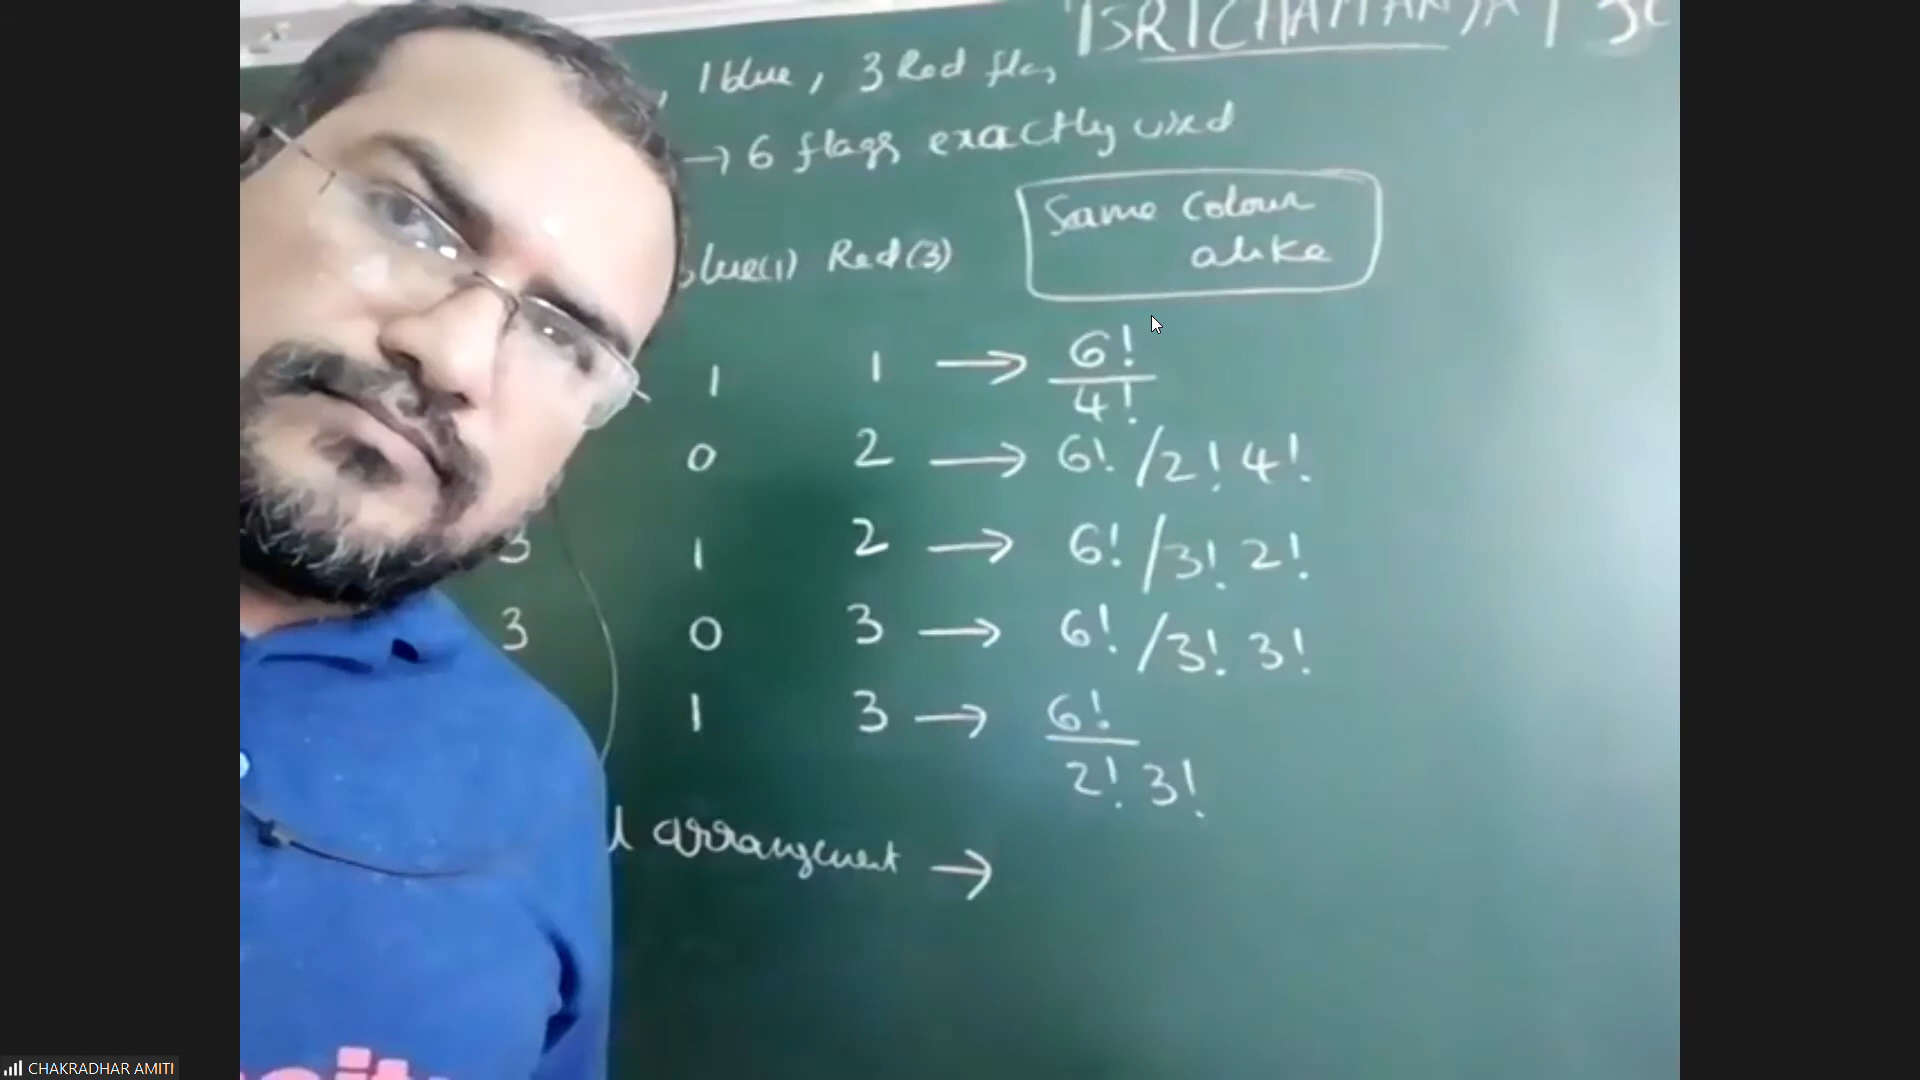 , 1 blue, 3 Red flag
→ 6 flags exactly used
Same colour
alike
blue(1) Red(3)
1 1 → 6!
4!
0 2 → 6! /2! 4!
3 1 2 → 6! /3! 2!
3 0 3 → 6! /3! 3!
1 3 → 6!
2! 3!
l arrangement →
CHAKRADHAR AMITI